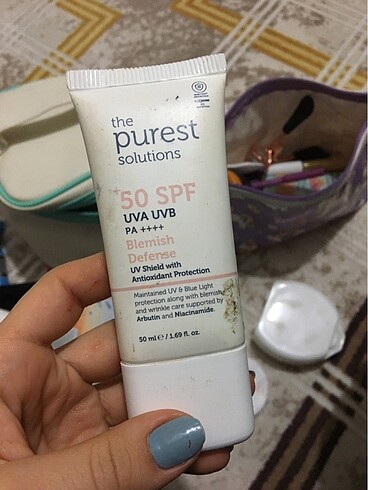 the
purest
solutions
+50 SPF
UVA UVB
PA ++++
Blemish
Defense
UV Shield with
Antioxidant Protection
Maintained UV & Blue Light
protection along with blemish
and wrinkle care supported by
Arbutin and Niacinamide.
50 ml ℮ / 1.69 fl. oz.